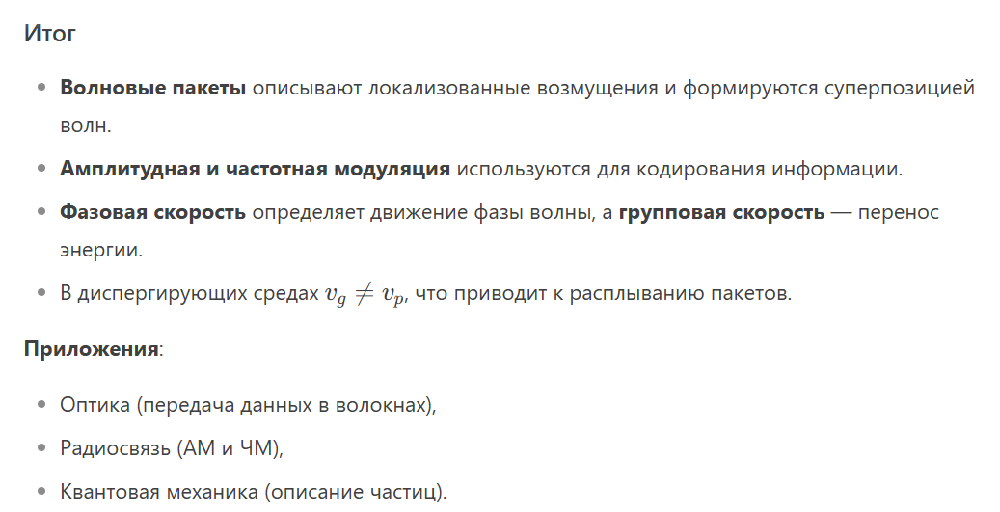 Итог
• Волновые пакеты описывают локализованные возмущения и формируются суперпозицией
волн.
• Амплитудная и частотная модуляция используются для кодирования информации.
• Фазовая скорость определяет движение фазы волны, а групповая скорость — перенос
энергии.
• В диспергирующих средах v_g ≠ v_p, что приводит к расплыванию пакетов.
Приложения:
• Оптика (передача данных в волокнах),
• Радиосвязь (АМ и ЧМ),
• Квантовая механика (описание частиц).